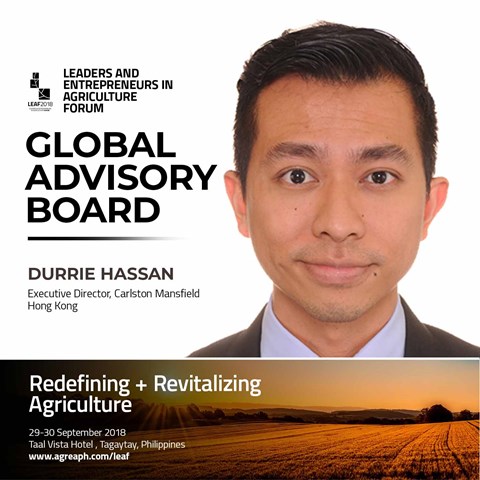 LEADERS AND
ENTREPRENEURS IN
AGRICULTURE
FORUM
LEAF2018
GLOBAL
ADVISORY
BOARD
DURRIE HASSAN
Executive Director, Carlston Mansfield
Hong Kong
Redefining + Revitalizing
Agriculture
29-30 September 2018
Taal Vista Hotel , Tagaytay, Philippines
www.agreaph.com/leaf